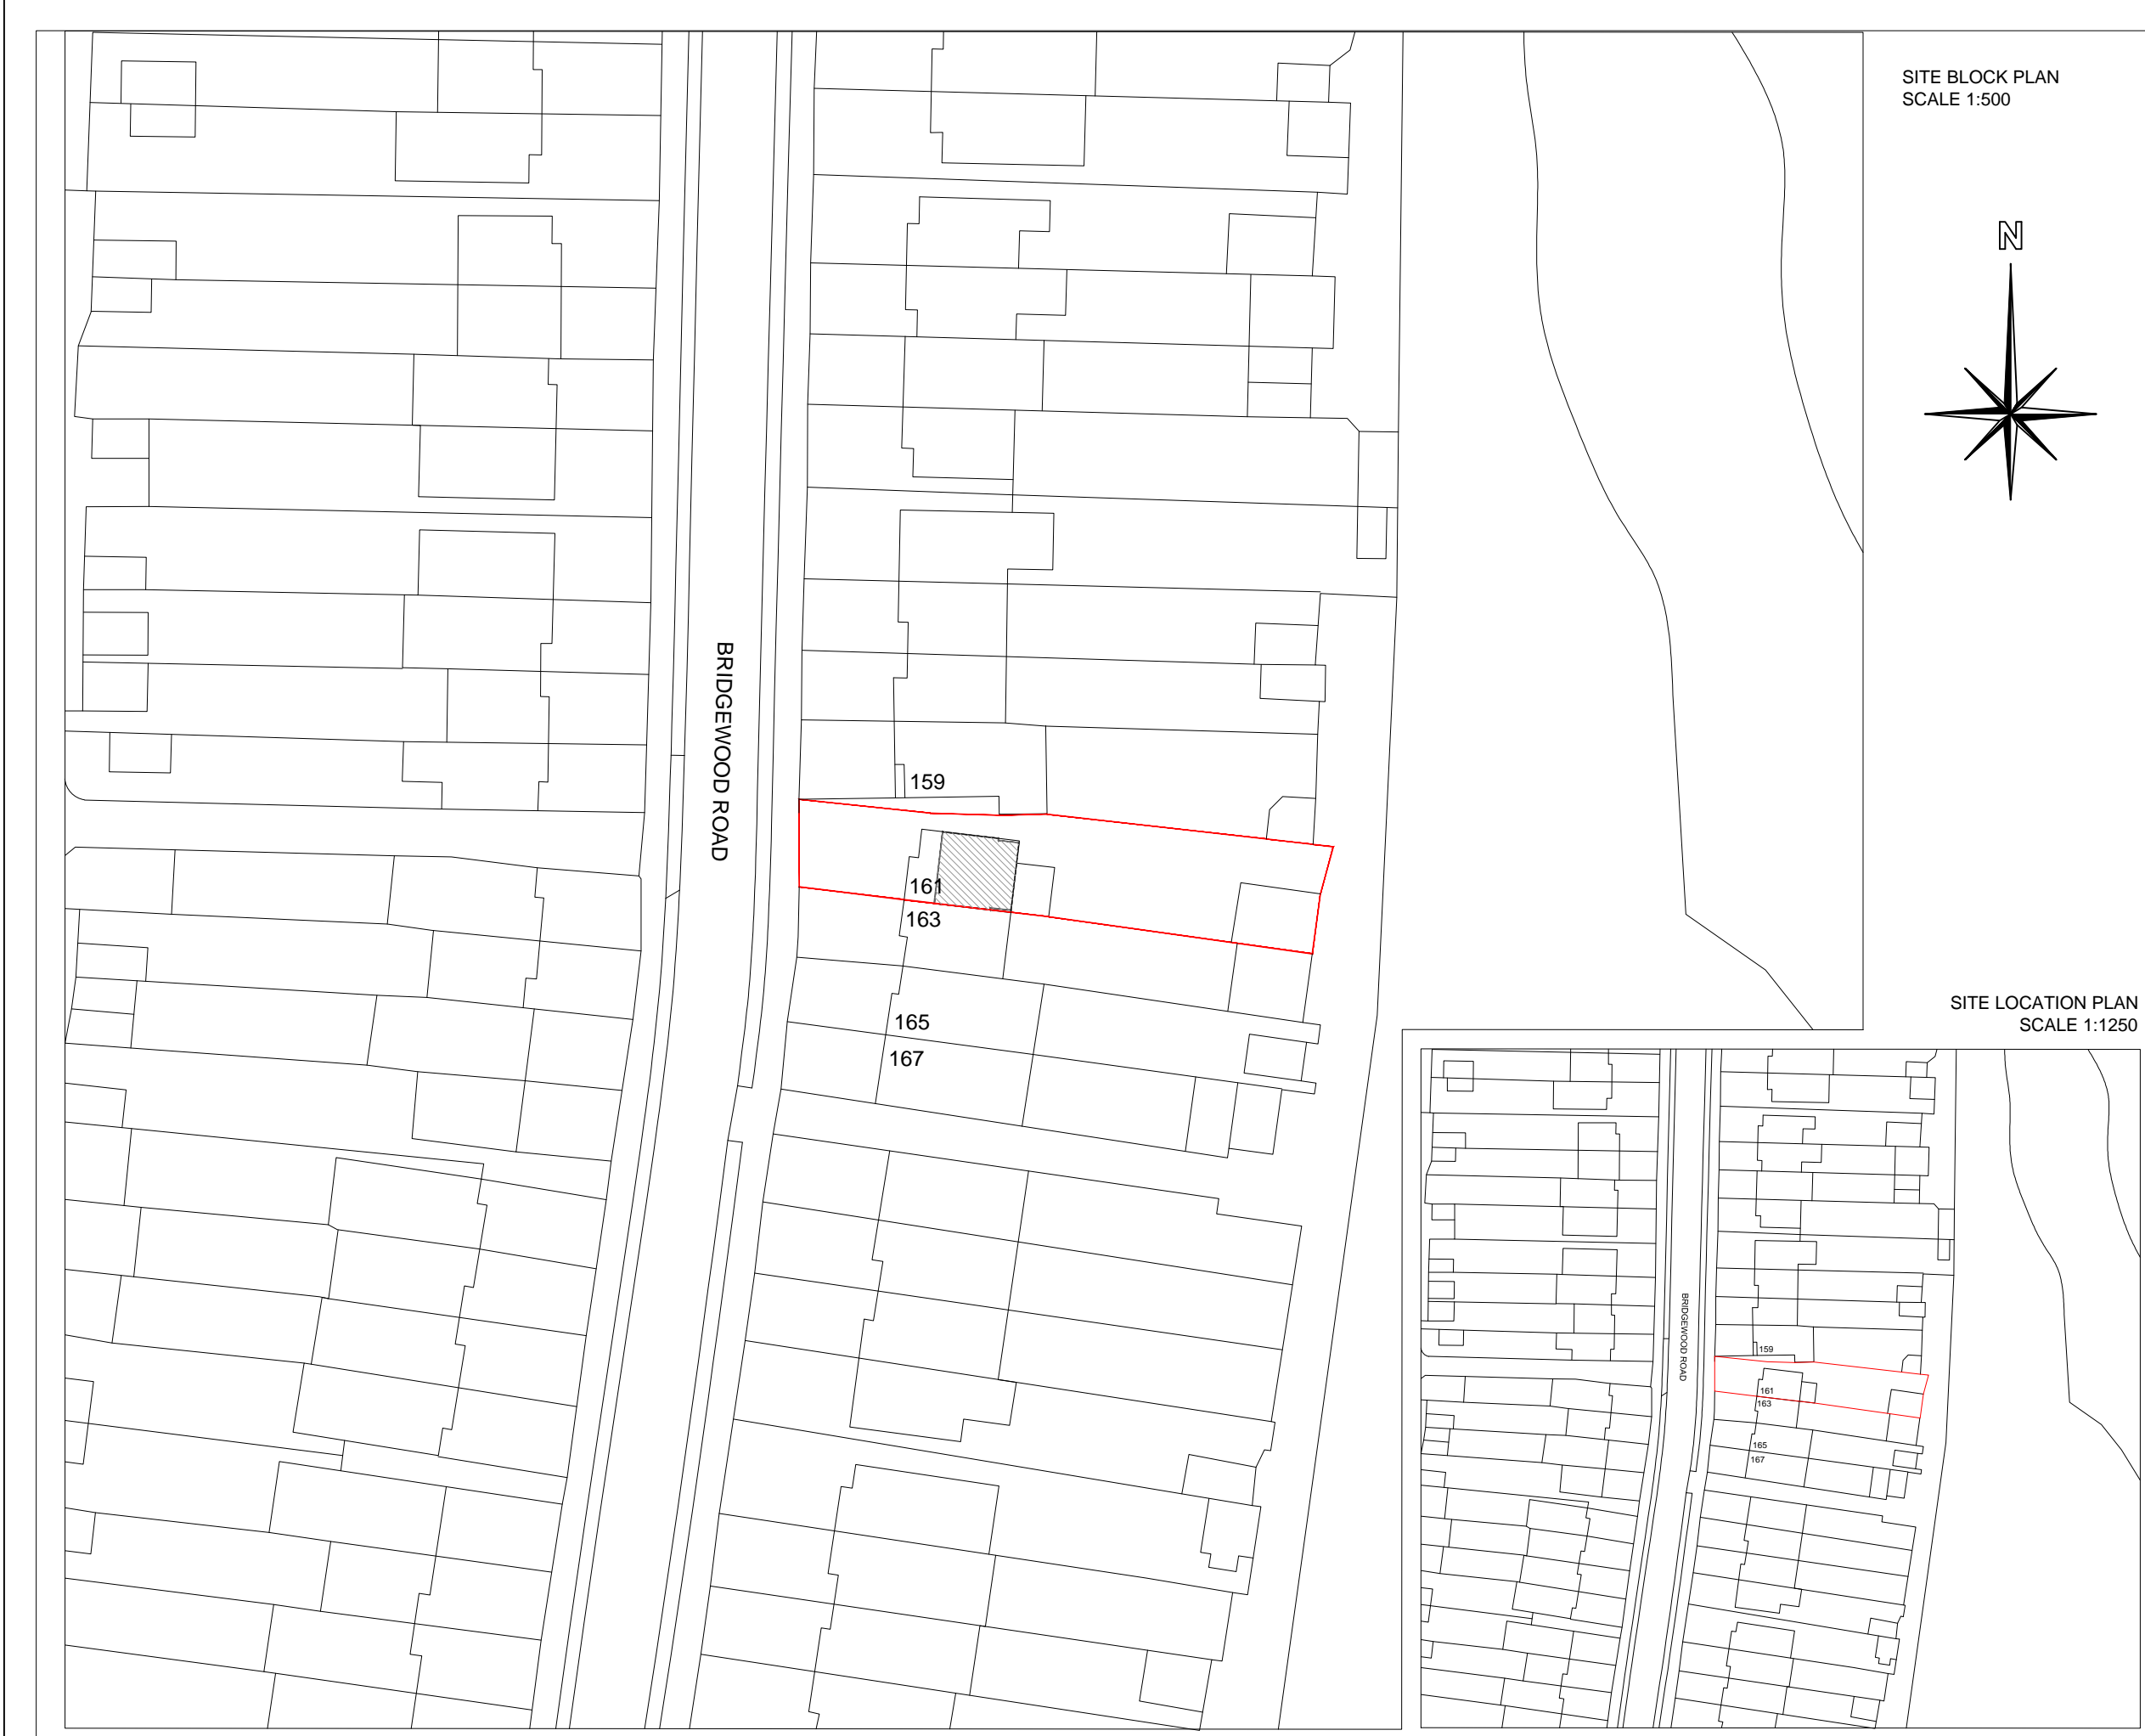 SITE BLOCK PLAN
SCALE 1:500
N
BRIDGEWOOD ROAD
159
161
163
165
167
SITE LOCATION PLAN
SCALE 1:1250
BRIDGEWOOD ROAD
159
161
163
165
167